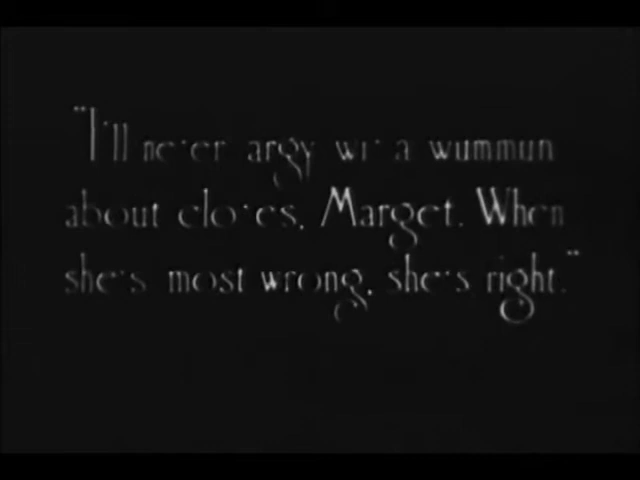 "I'll ne'er argy wi' a wummun
about clo'es, Marget. When
she's most wrong, she's right."